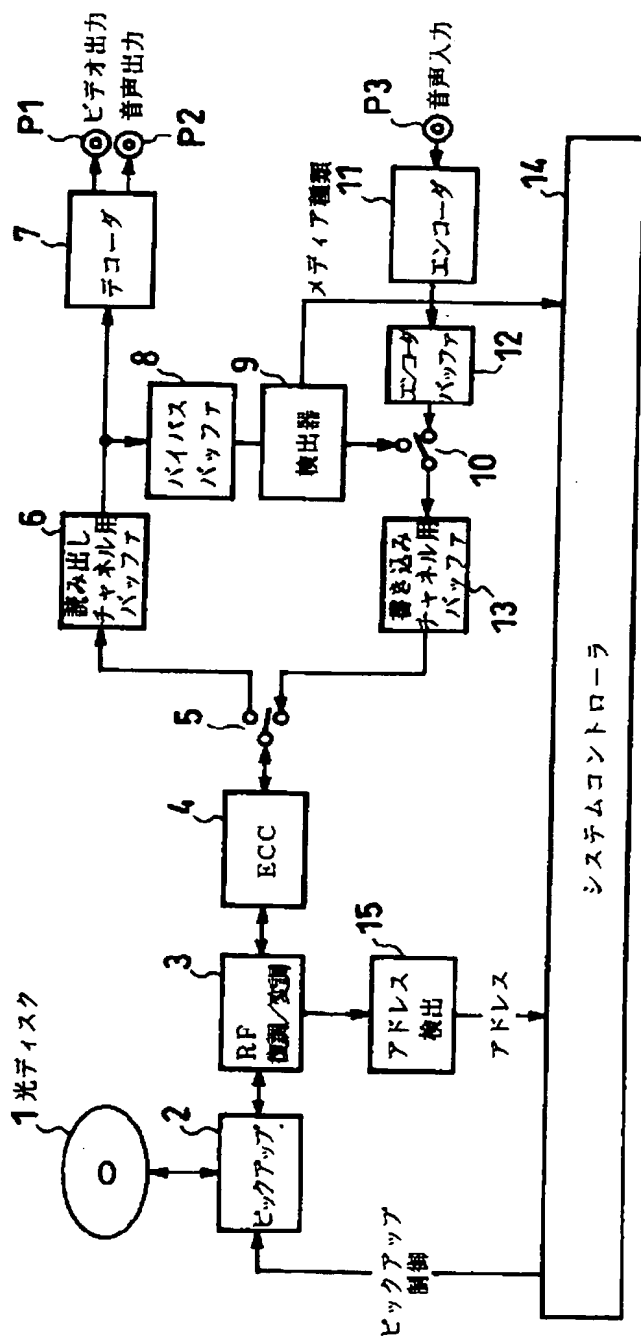 1 光ディスク
2
ピックアップ
3
RF
復調/変調
4
ECC
5
6
読み出し
チャネル用
バッファ
7
デコーダ
P1
ビデオ出力
音声出力
P2
8
バイパス
バッファ
9
検出器
メディア種類
10
11
エンコーダ
P3
音声入力
12
エンコーダ
バッファ
13
書き込み
チャネル用
バッファ
15
アドレス
検出
アドレス
ピックアップ
制御
14
システムコントローラ